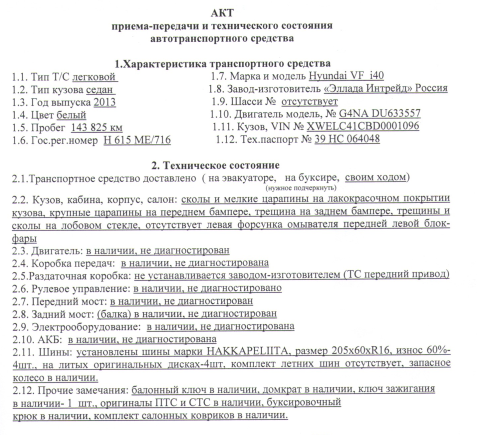 АКТ
приема-передачи и технического состояния
автотранспортного средства
1.Характеристика транспортного средства
1.1. Тип Т/С легковой
1.2. Тип кузова седан
1.3. Год выпуска 2013
1.4. Цвет белый
1.5. Пробег 143 825 км
1.6. Гос.рег.номер Н 615 МЕ/716
1.7. Марка и модель Hyundai VF i40
1.8. Завод-изготовитель «Эллада Интрейд» Россия
1.9. Шасси № отсутствует
1.10. Двигатель модель, № G4NA DU633557
1.11. Кузов, VIN № XWELC41CBD0001096
1.12. Тех.паспорт № 39 НС 064048
2. Техническое состояние
2.1.Транспортное средство доставлено ( на эвакуаторе, на буксире, своим ходом)
(нужное подчеркнуть)
2.2. Кузов, кабина, корпус, салон: сколы и мелкие царапины на лакокрасочном покрытии
кузова, крупные царапины на переднем бампере, трещина на заднем бампере, трещины и
сколы на лобовом стекле, отсутствует левая форсунка омывателя передней левой блок-
фары
2.3. Двигатель: в наличии, не диагностирован
2.4. Коробка передач: в наличии, не диагностирована
2.5.Раздаточная коробка: не устанавливается заводом-изготовителем (ТС передний привод)
2.6. Рулевое управление: в наличии, не диагностировано
2.7. Передний мост: в наличии, не диагностирован
2.8. Задний мост: (балка) в наличии, не диагностирован
2.9. Электрооборудование: в наличии, не диагностирован
2.10. АКБ: в наличии, не диагностирована
2.11. Шины: установлены шины марки HAKKAPELIITA, размер 205х60хR16, износ 60%-
4шт., на литых оригинальных дисках-4шт, комплект летних шин отсутствует, запасное
колесо в наличии.
2.12. Прочие замечания: балонный ключ в наличии, домкрат в наличии, ключ зажигания
в наличии- 1 шт., оригиналы ПТС и СТС в наличии, буксировочный
крюк в наличии, комплект салонных ковриков в наличии.